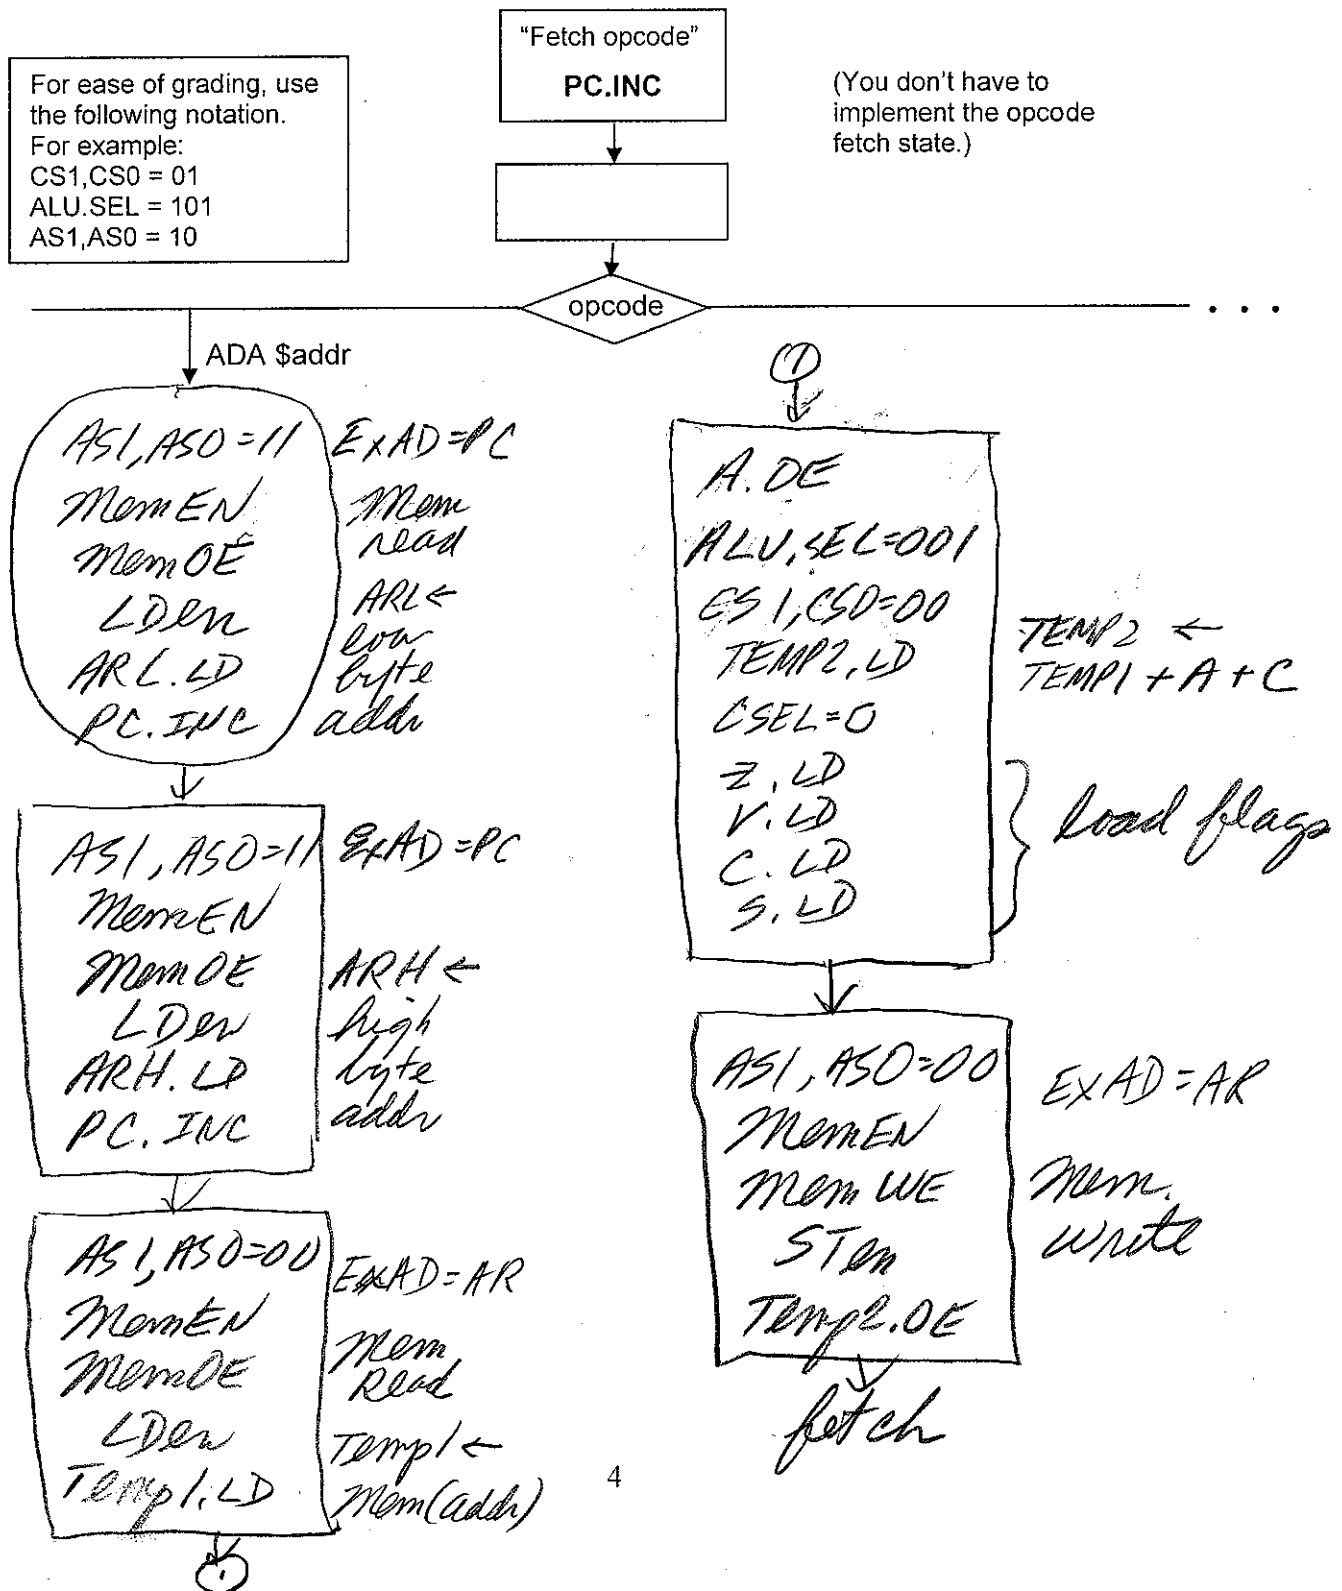 For ease of grading, use
the following notation.
For example:
CS1,CS0 = 01
ALU.SEL = 101
AS1,AS0 = 10
"Fetch opcode"
PC.INC
(You don't have to
implement the opcode
fetch state.)
opcode
. . .
ADA $addr
AS1, AS0=11
MemEN
MemOE
LDen
ARL.LD
PC.INC
ExAD=PC
Mem
read
ARL←
low
byte
addr
AS1, AS0=11
MemEN
MemOE
LDen
ARH.LD
PC.INC
ExAD=PC
ARH←
high
byte
addr
AS1, AS0=00
MemEN
MemOE
LDen
Temp1.LD
ExAD=AR
Mem
Read
Temp1←
Mem(addr)
1
1
A.OE
ALU.SEL=001
CS1,CS0=00
TEMP2.LD
CSEL=0
Z.LD
V.LD
C.LD
S.LD
TEMP2 ←
TEMP1 + A + C
load flags
AS1, AS0=00
MemEN
MemWE
STen
Temp2.OE
ExAD=AR
Mem.
write
fetch
4